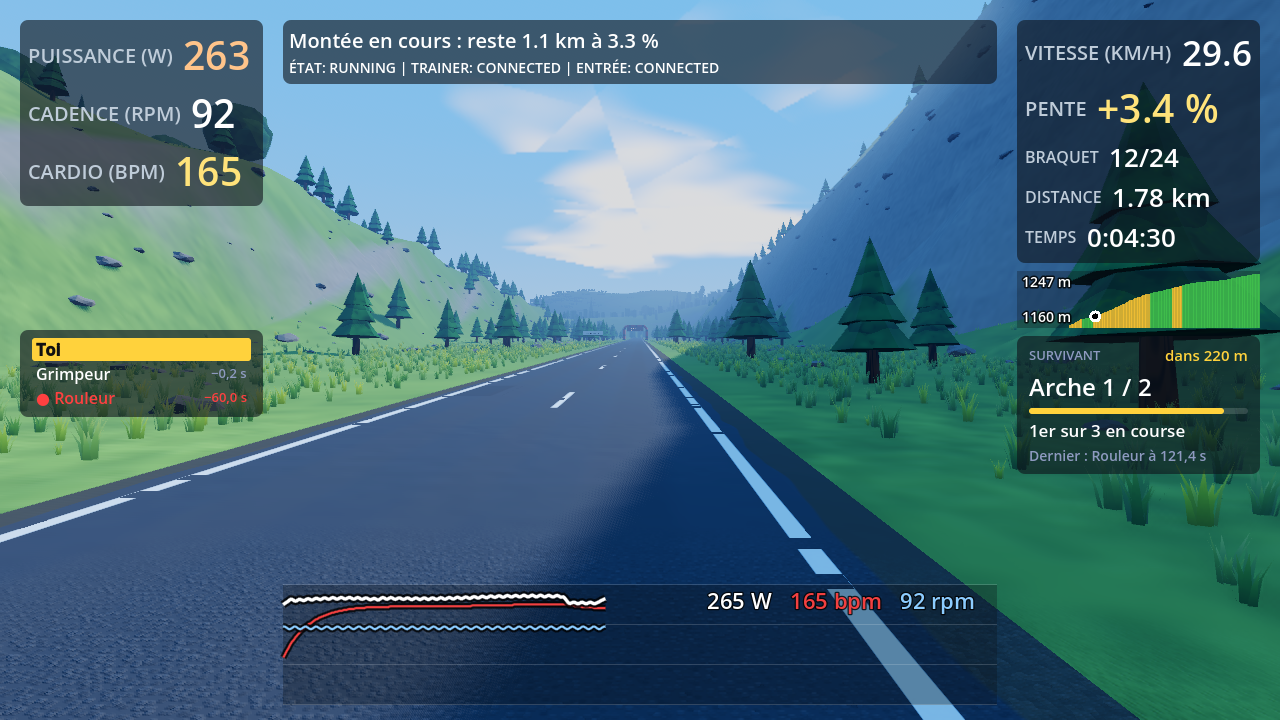 PUISSANCE (W) 263
CADENCE (RPM) 92
CARDIO (BPM) 165
Montée en cours : reste 1.1 km à 3.3 %
ÉTAT: RUNNING | TRAINER: CONNECTED | ENTRÉE: CONNECTED
VITESSE (KM/H) 29.6
PENTE +3.4 %
BRAQUET 12/24
DISTANCE 1.78 km
TEMPS 0:04:30
1247 m
1160 m
Toi
Grimpeur −0,2 s
Rouleur −60,0 s
SURVIVANT dans 220 m
Arche 1 / 2
1er sur 3 en course
Dernier : Rouleur à 121,4 s
265 W 165 bpm 92 rpm